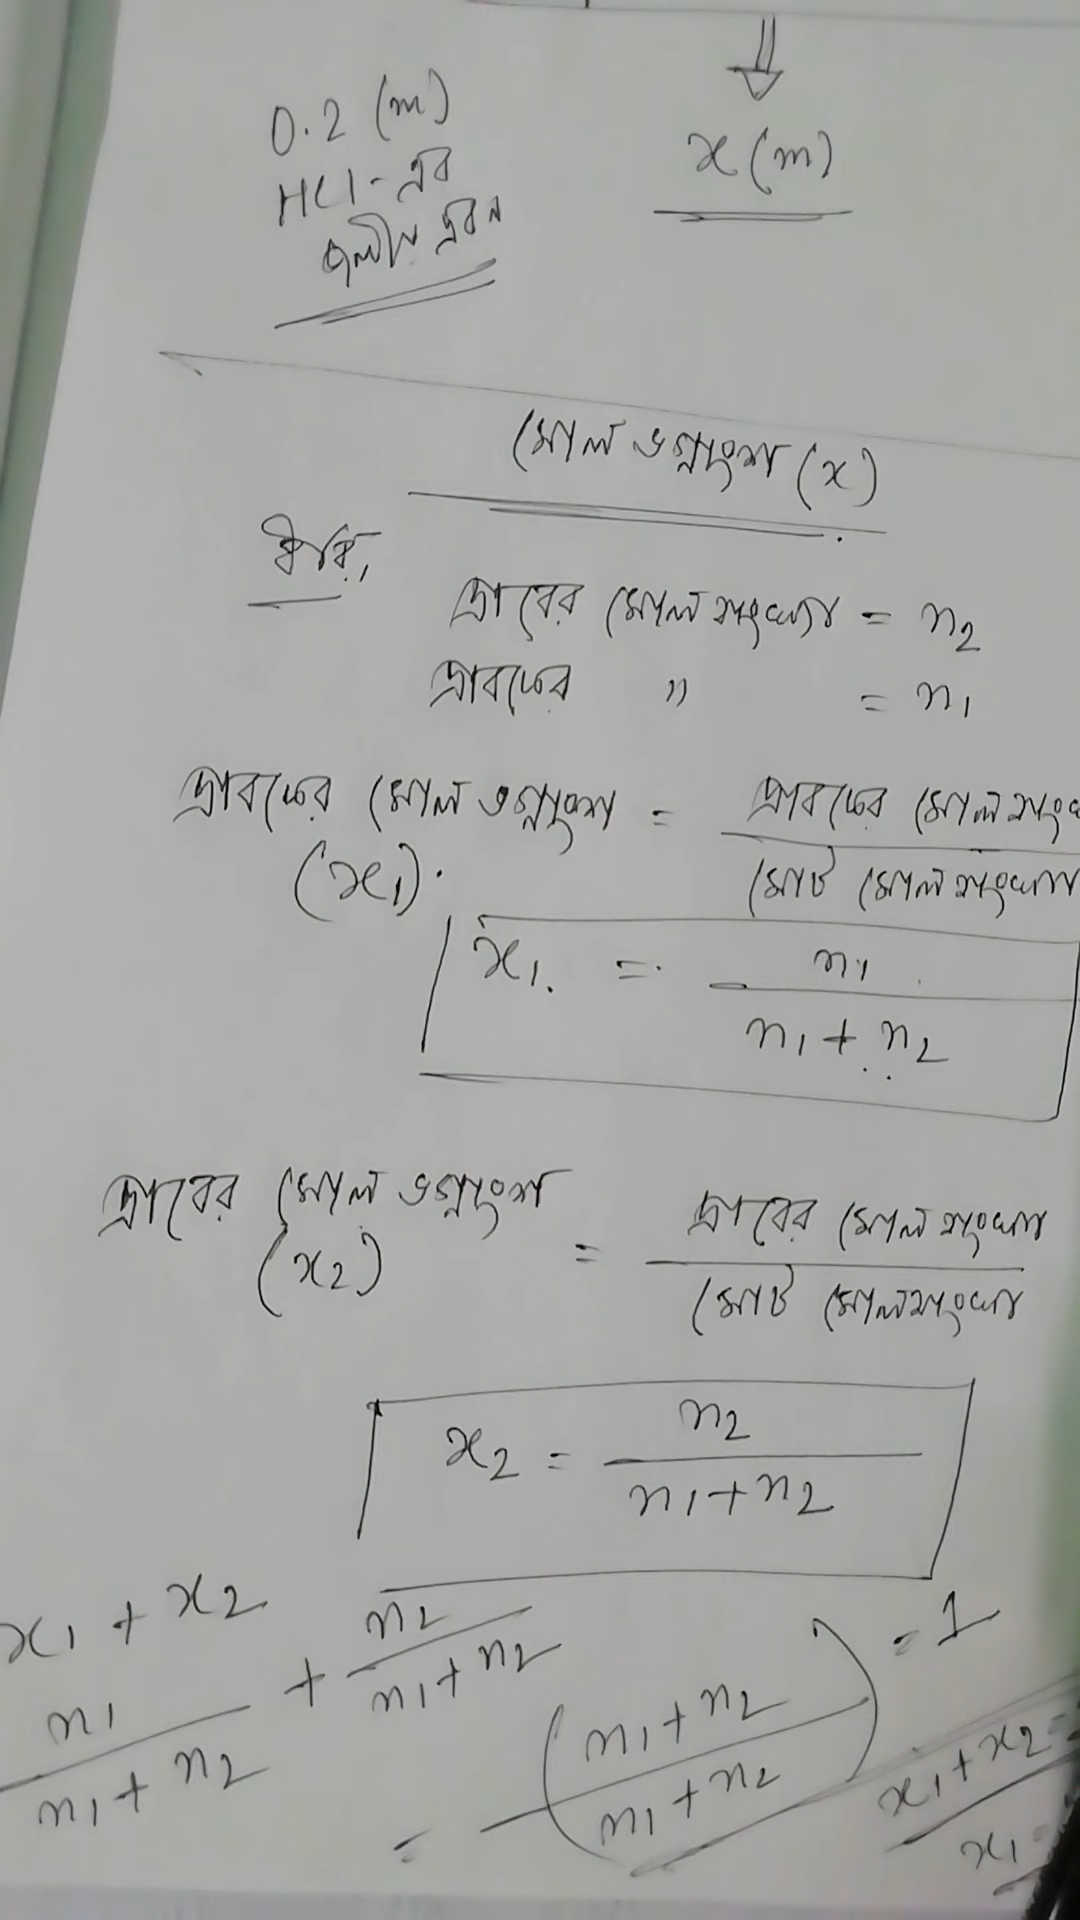 0.2 (m)
HCl-এর
জলীয় দ্রবন
⇓
x (m)
মোল ভগ্নাংশ (x)
ধরি,
দ্রাবের মোল সংখ্যা = n₂
দ্রাবকের " = n₁
দ্রাবকের মোল ভগ্নাংশ = দ্রাবকের মোল সংখ্
(x₁). মোট মোল সংখ্যা
x₁. = n₁
n₁ + n₂
দ্রাবের মোল ভগ্নাংশ = দ্রাবের মোল সংখ্যা
(x₂) মোট মোল সংখ্যা
x₂ = n₂
n₁ + n₂
x₁ + x₂
n₁ / n₁ + n₂ + n₂ / n₁ + n₂
= (n₁ + n₂ / n₁ + n₂) = 1
x₁ + x₂ =
x₁ =